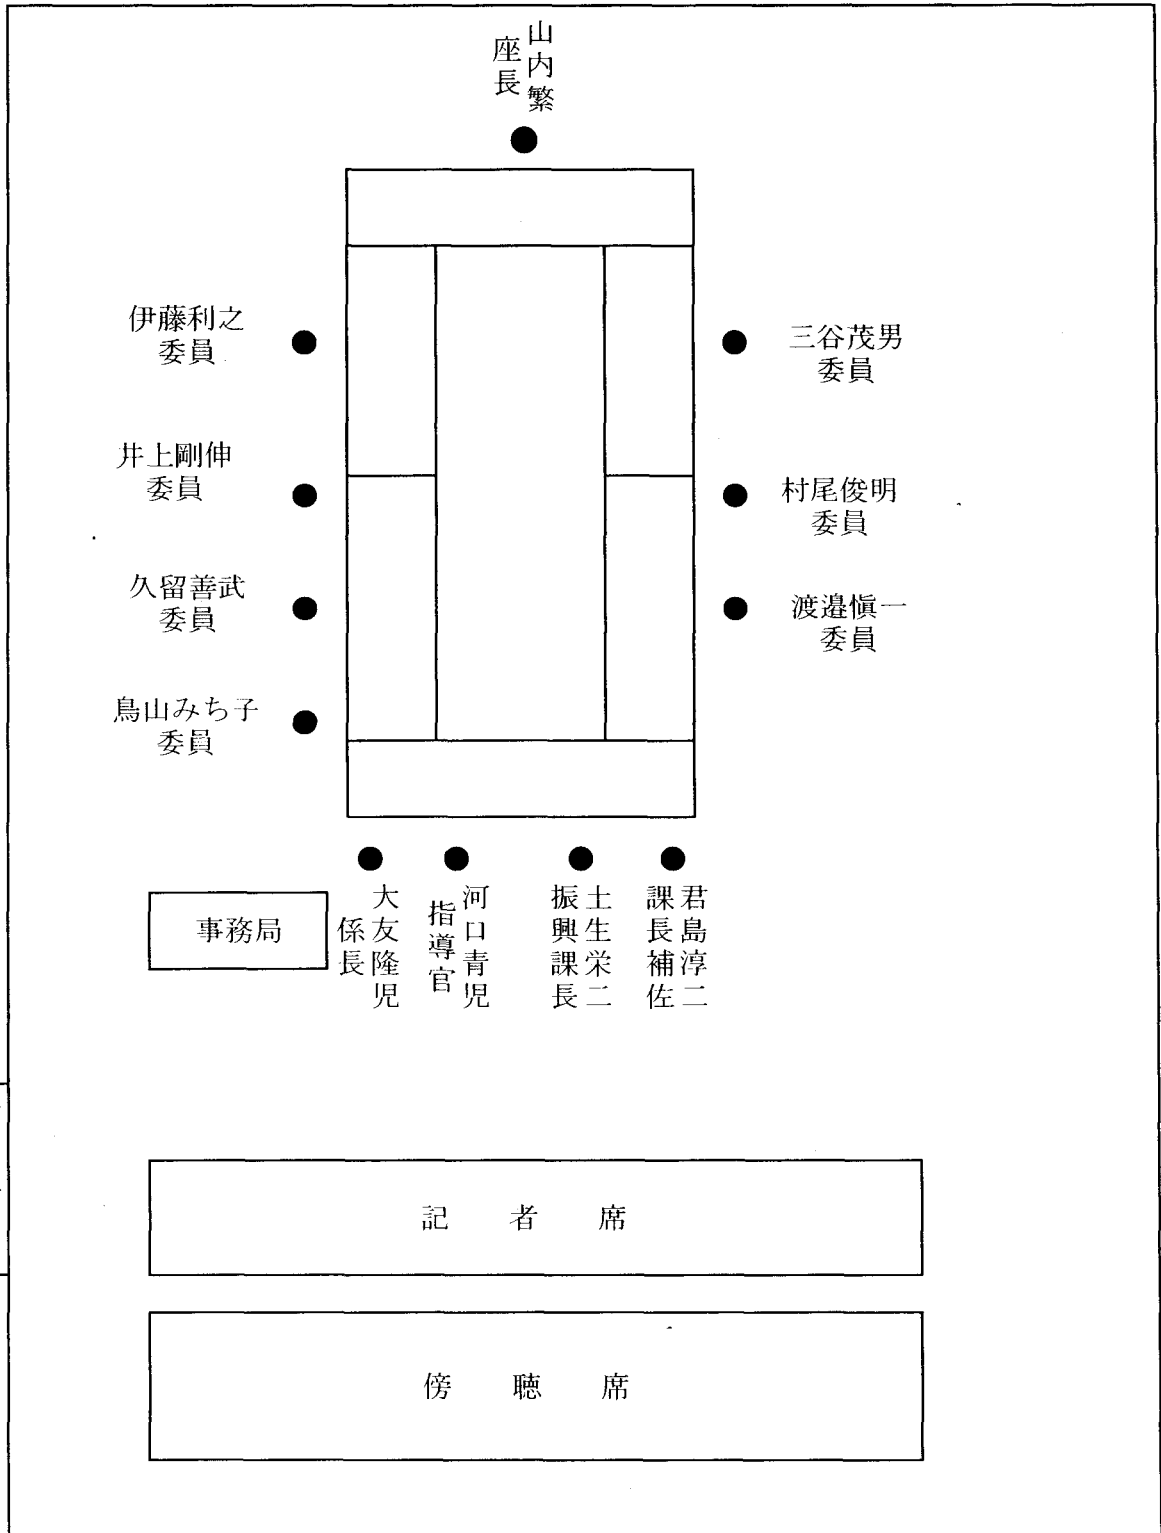 山内繁
座長
伊藤利之
委員
三谷茂男
委員
井上剛伸
委員
村尾俊明
委員
久留善武
委員
渡邉愼一
委員
鳥山みち子
委員
君島淳二
課長補佐
土生栄二
振興課長
河口青児
指導官
大友隆児
係長
事務局
記者席
傍聴席